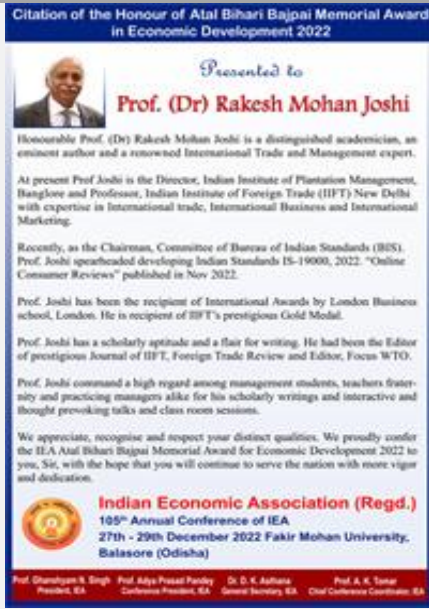 Citation of the Honour of Atal Bihari Bajpai Memorial Award
in Economic Development 2022
Presented to
Prof. (Dr) Rakesh Mohan Joshi
Honourable Prof. (Dr) Rakesh Mohan Joshi is a distinguished academician, an
eminent author and a renowned International Trade and Management expert.
At present Prof Joshi is the Director, Indian Institute of Plantation Management,
Banglore and Professor, Indian Institute of Foreign Trade (IIFT) New Delhi
with expertise in International trade, International Business and International
Marketing.
Recently, as the Chairman, Committee of Bureau of Indian Standards (BIS).
Prof. Joshi spearheaded developing Indian Standards IS-19000, 2022. "Online
Consumer Reviews" published in Nov 2022.
Prof. Joshi has been the recipient of International Awards by London Business
school, London. He is recipient of IIFT's prestigious Gold Medal.
Prof. Joshi has a scholarly aptitude and a flair for writing. He had been the Editor
of prestigious Journal of IIFT, Foreign Trade Review and Editor, Focus WTO.
Prof. Joshi command a high regard among management students, teachers frater-
nity and practicing managers alike for his scholarly writings and interactive and
thought provoking talks and class room sessions.
We appreciate, recognise and respect your distinct qualities. We proudly confer
the IEA Atal Bihari Bajpai Memorial Award for Economic Development 2022 to
you, Sir, with the hope that you will continue to serve the nation with more vigor
and dedication.
Indian Economic Association (Regd.)
105th Annual Conference of IEA
27th - 29th December 2022 Fakir Mohan University,
Balasore (Odisha)
Prof. Ghanshyam N. Singh Prof. Adya Prasad Pandey Dr. D. K. Asthana Prof. A. K. Tomar
President, IEA Conference President, IEA General Secretary, IEA Chief Conference Coordinator, IEA